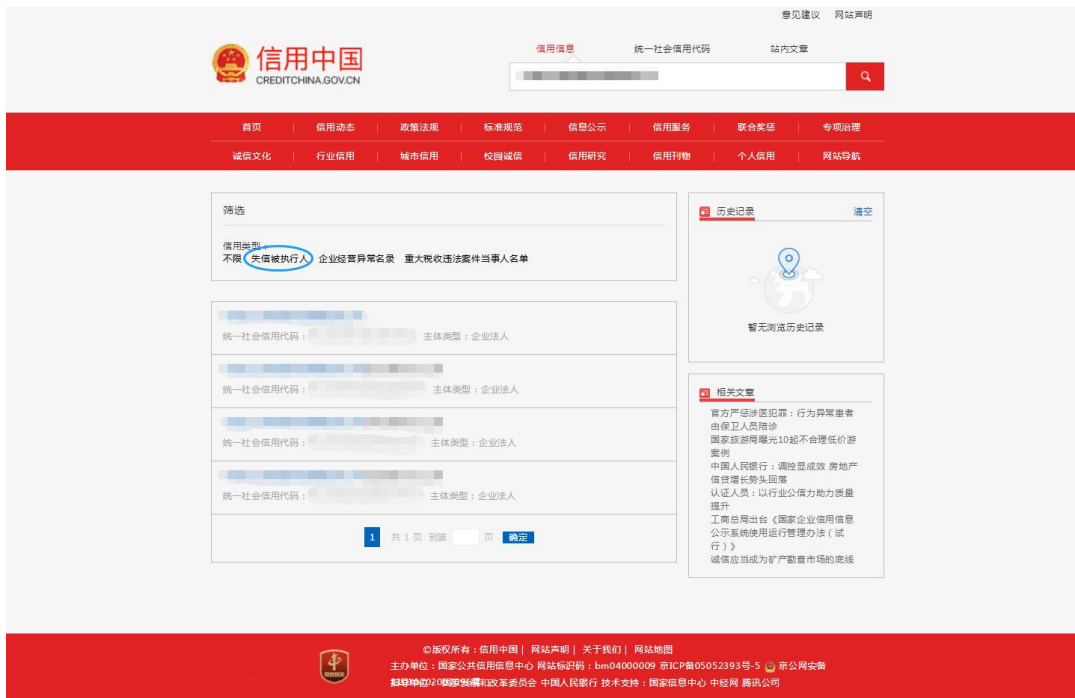 意见建议 网站声明
信用中国
CREDITCHINA.GOV.CN
信用信息 统一社会信用代码 站内文章
首页 信用动态 政策法规 标准规范 信息公示 信用服务 联合奖惩 专项治理
诚信文化 行业信用 城市信用 校园诚信 信用研究 信用刊物 个人信用 网站导航
筛选
信用类型：
不限 失信被执行人 企业经营异常名录 重大税收违法案件当事人名单
统一社会信用代码： 主体类型：企业法人
统一社会信用代码： 主体类型：企业法人
统一社会信用代码： 主体类型：企业法人
统一社会信用代码： 主体类型：企业法人
1 共 1 页 到第 页 确定
历史记录 清空
暂无浏览历史记录
相关文章
官方严惩涉医犯罪：行为异常患者
由保卫人员陪诊
国家旅游局曝光10起不合理低价游
案例
中国人民银行：调控显成效 房地产
信贷增长势头回落
认证人员：以行业公信力助力质量
提升
工商总局出台《国家企业信用信息
公示系统使用运行管理办法（试
行）》
诚信应当成为矿产勘查市场的底线
©版权所有：信用中国| 网站声明| 关于我们| 网站地图
主办单位：国家公共信用信息中心 网站标识码：bm04000009 京ICP备05052393号-5 京公网安备
和改革委员会 中国人民银行 技术支持：国家信息中心 中经网 腾讯公司